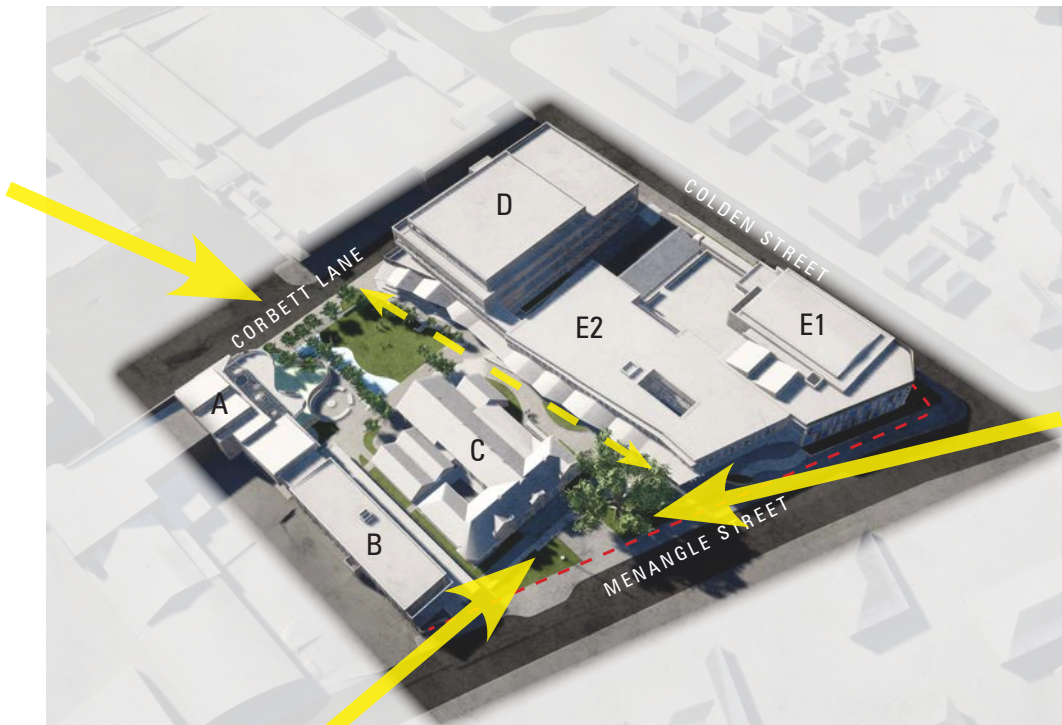 D
COLDEN STREET
CORBETT LANE
E2
E1
A
C
B
MENANGLE STREET